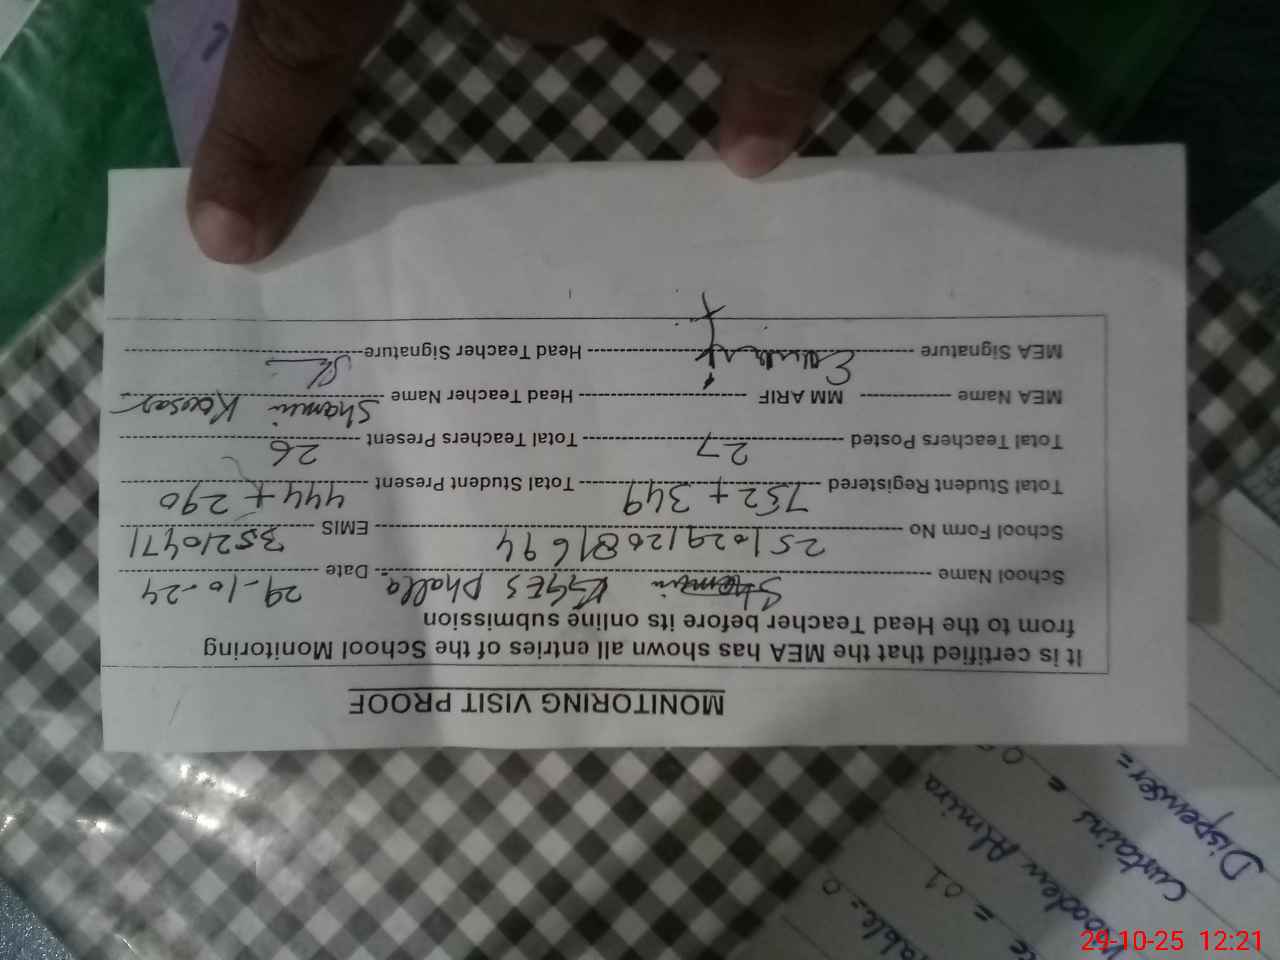 MONITORING VISIT PROOF
It is certified that the MEA has shown all entries of the School Monitoring
from to the Head Teacher before its online submission
School Name GGES Dhalla Date 29-10-24
School Form No EMIS 35210471
Total Student Registered 752 + 349 Total Student Present 444 + 290
Total Teachers Posted 27 Total Teachers Present 26
MEA Name MM ARIF Head Teacher Name Shamim Kousar
MEA Signature Head Teacher Signature
Wooden Almira
Curtains =
Dispenser =
= 01
29-10-25 12:21